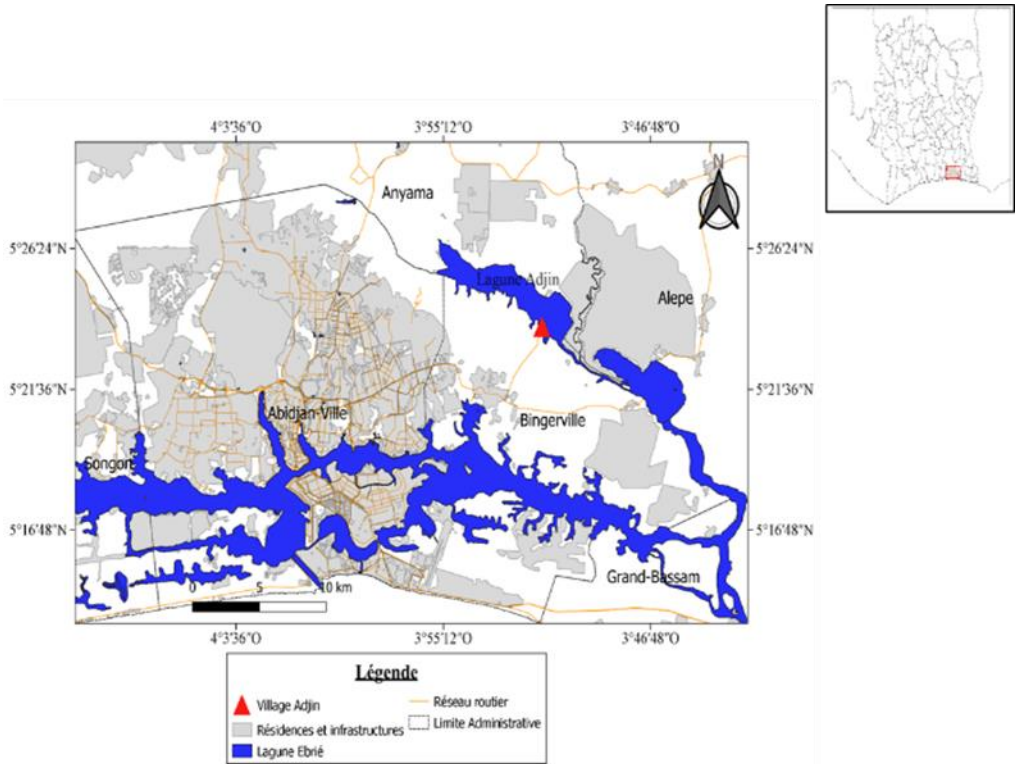 4°3'36"O 3°55'12"O 3°46'48"O
N
Anyama
5°26'24"N 5°26'24"N
Lagune Adjin
Alepe
5°21'36"N 5°21'36"N
Abidjan-Ville
Bingerville
Songon
5°16'48"N 5°16'48"N
Grand-Bassam
0 5 10 km
4°3'36"O 3°55'12"O 3°46'48"O
Légende
Village Adjin
Réseau routier
Résidences et infrastructures
Limite Administrative
Lagune Ebrié